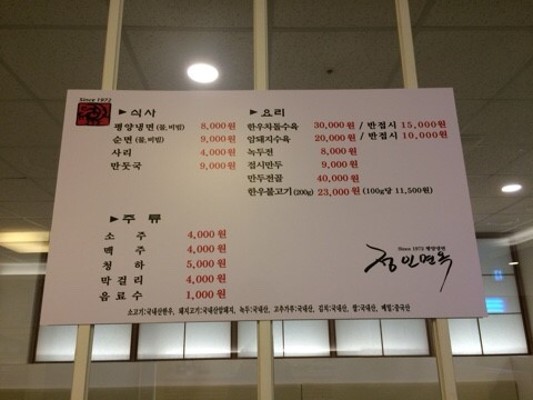 Since 1972
▶식사
평양냉면 (물,비빔) 8,000원
순면 (물,비빔) 9,000원
사리 4,000원
만둣국 9,000원
▶요리
한우차돌수육 30,000원 / 반접시 15,000원
암돼지수육 20,000원 / 반접시 10,000원
녹두전 8,000원
접시만두 9,000원
만두전골 40,000원
한우불고기 (200g) 23,000원 (100g당 11,500원)
▶주 류
소 주 4,000원
맥 주 4,000원
청 하 5,000원
막걸리 4,000원
음료수 1,000원
Since 1972 평양냉면
정인면옥
소고기:국내산한우, 돼지고기:국내산암돼지, 녹두:국내산, 고추가루:국내산, 김치:국내산, 쌀:국내산, 메밀:중국산